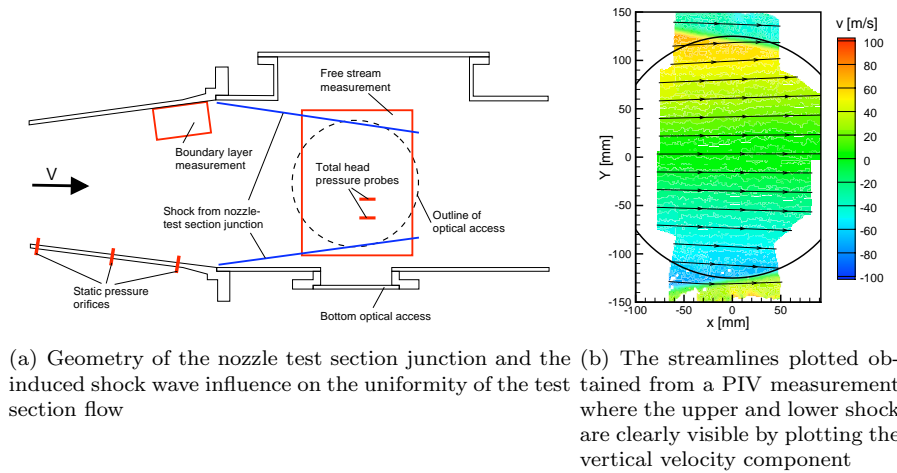 Free stream
measurement
Boundary layer
measurement
Total head
pressure probes
V
Shock from nozzle-
test section junction
Outline of
optical access
Static pressure
orifices
Bottom optical access
v [m/s]
100
80
60
40
20
0
-20
-40
-60
-80
-100
Y [mm]
150
100
50
0
-50
-100
-150
-100
-50
0
50
x [mm]
(a) Geometry of the nozzle test section junction and the
induced shock wave influence on the uniformity of the test
section flow
(b) The streamlines plotted ob-
tained from a PIV measurement
where the upper and lower shock
are clearly visible by plotting the
vertical velocity component